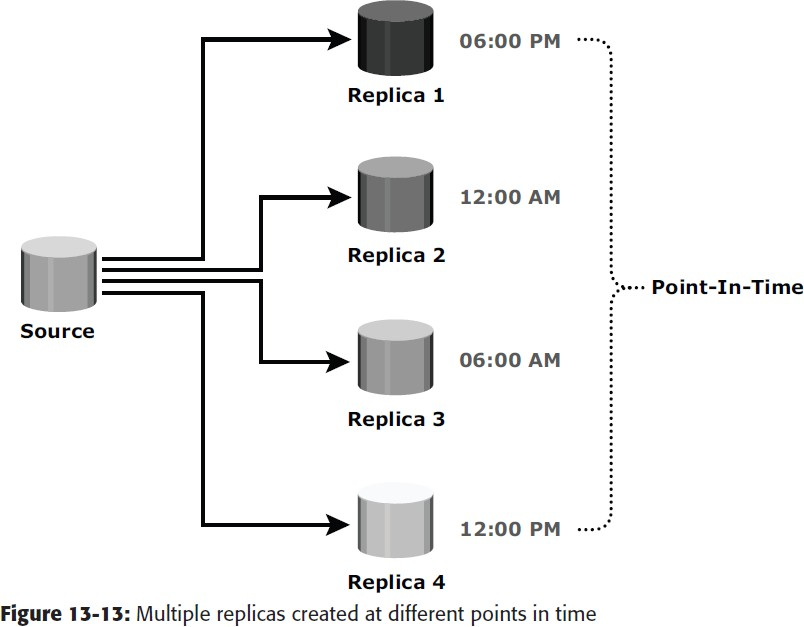 06:00 PM
Replica 1
12:00 AM
Replica 2
Point-In-Time
Source
06:00 AM
Replica 3
12:00 PM
Replica 4
Figure 13-13: Multiple replicas created at different points in time